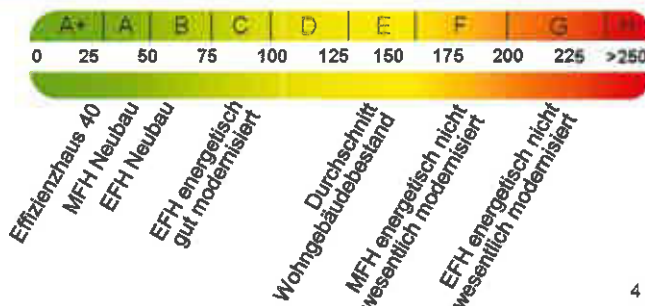 A+ A B C D E F G H
0 25 50 75 100 125 150 175 200 225 >250
Effizienzhaus 40
MFH Neubau
EFH Neubau
EFH energetisch
gut modernisiert
Durchschnitt
Wohngebäudebestand
MFH energetisch nicht
wesentlich modernisiert
EFH energetisch nicht
wesentlich modernisiert
4